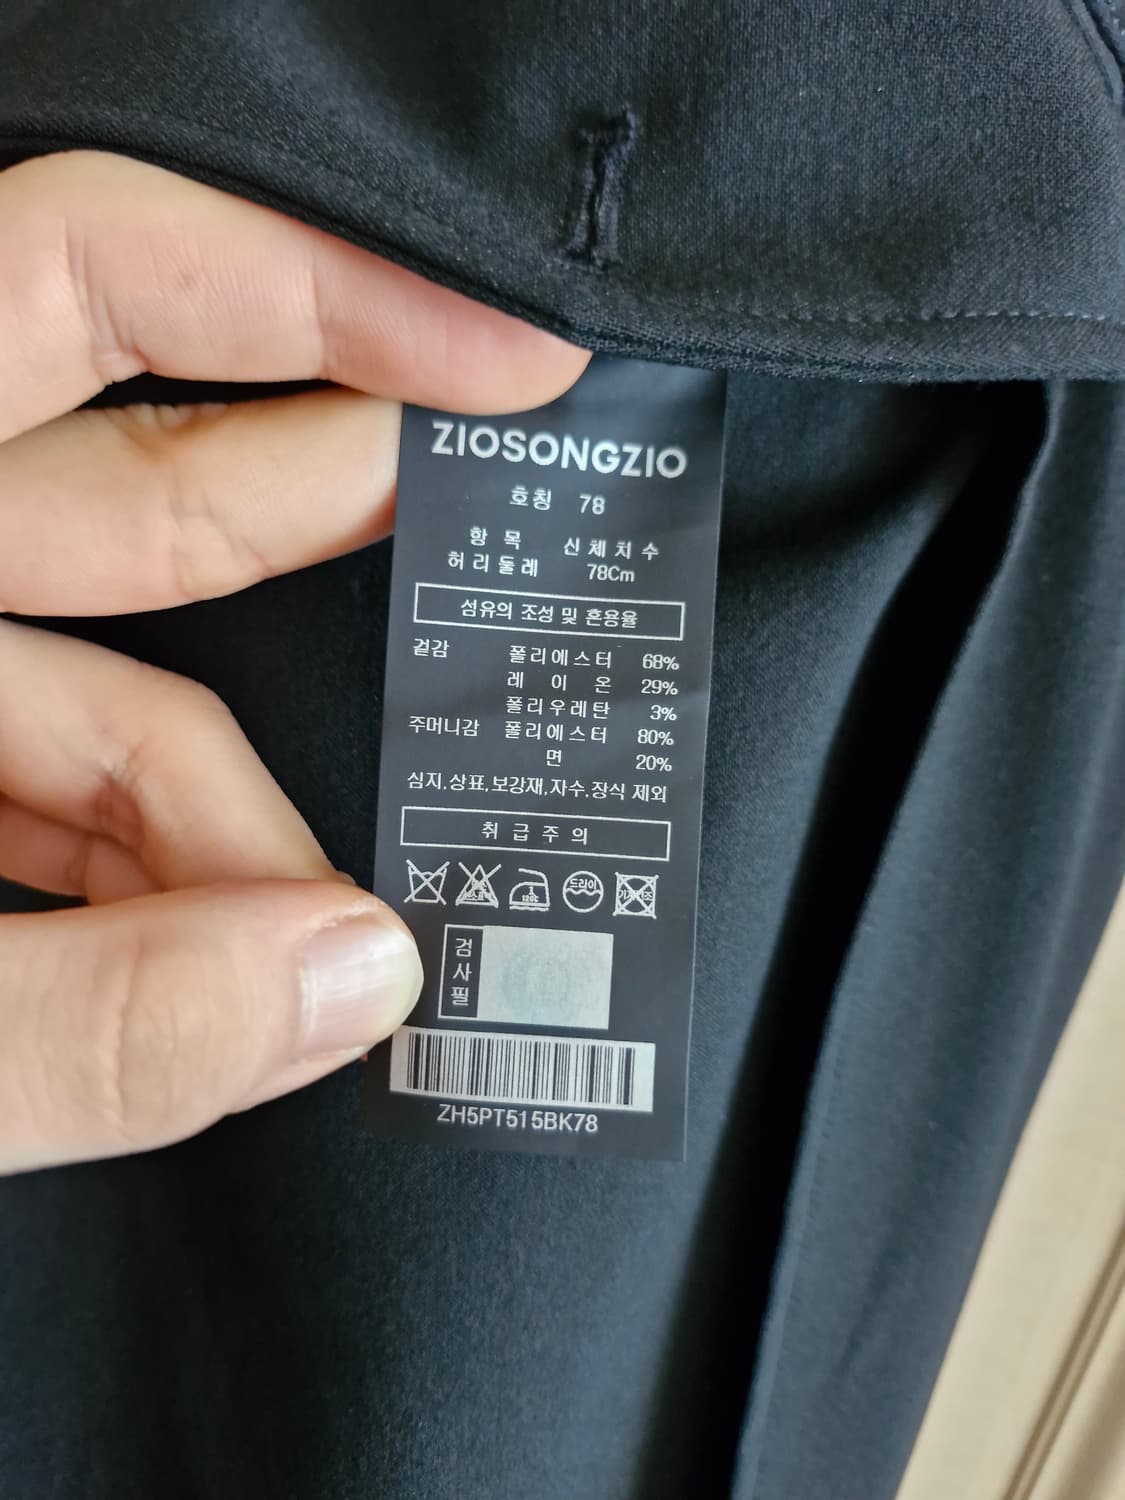 ZIOSONGZIO
호칭 78
항목 신체치수
허리둘레 78Cm
섬유의 조성 및 혼용율
겉감 폴리에스터 68%
레이온 29%
폴리우레탄 3%
주머니감 폴리에스터 80%
면 20%
심지,상표,보강재,자수,장식 제외
취급주의
120℃
드라이
검사필
ZH5PT515BK78